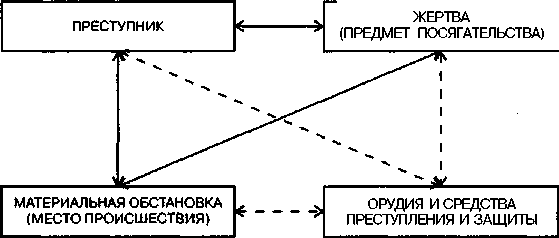 ПРЕСТУПНИК
ЖЕРТВА
(ПРЕДМЕТ ПОСЯГАТЕЛЬСТВА)
МАТЕРИАЛЬНАЯ ОБСТАНОВКА
(МЕСТО ПРОИСШЕСТВИЯ)
ОРУДИЯ И СРЕДСТВА
ПРЕСТУПЛЕНИЯ И ЗАЩИТЫ